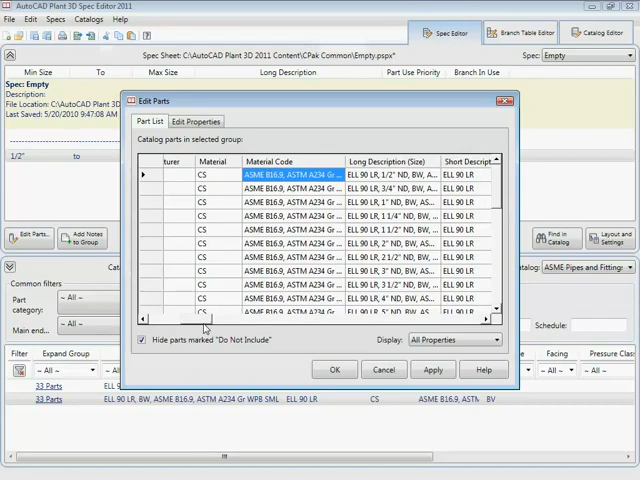 AutoCAD Plant 3D Spec Editor 2011
File Edit Specs Catalogs Help
Spec Editor Branch Table Editor Catalog Editor
Spec Sheet: C:\AutoCAD Plant 3D 2011 Content\CPak Common\Empty.pspx* Spec: Empty
Min Size To Max Size Long Description Part Use Priority Branch In Use
Spec: Empty
Description:
File Location: C:\AutoCAD Plant 3D
Last Saved: 5/20/2010 9:47:08 AM
1/2" to
Edit Parts
Part List Edit Properties
Catalog parts in selected group:
turer Material Material Code Long Description (Size) Short Descript
CS ASME B16.9, ASTM A234 Gr ... ELL 90 LR, 1/2" ND, BW, A... ELL 90 LR
CS ASME B16.9, ASTM A234 Gr ... ELL 90 LR, 3/4" ND, BW, A... ELL 90 LR
CS ASME B16.9, ASTM A234 Gr ... ELL 90 LR, 1" ND, BW, AS... ELL 90 LR
CS ASME B16.9, ASTM A234 Gr ... ELL 90 LR, 1 1/4" ND, BW, ... ELL 90 LR
CS ASME B16.9, ASTM A234 Gr ... ELL 90 LR, 1 1/2" ND, BW, ... ELL 90 LR
CS ASME B16.9, ASTM A234 Gr ... ELL 90 LR, 2" ND, BW, AS... ELL 90 LR
CS ASME B16.9, ASTM A234 Gr ... ELL 90 LR, 2 1/2" ND, BW, ... ELL 90 LR
CS ASME B16.9, ASTM A234 Gr ... ELL 90 LR, 3" ND, BW, AS... ELL 90 LR
CS ASME B16.9, ASTM A234 Gr ... ELL 90 LR, 3 1/2" ND, BW, ... ELL 90 LR
CS ASME B16.9, ASTM A234 Gr ... ELL 90 LR, 4" ND, BW, AS... ELL 90 LR
CS ASME B16.9, ASTM A234 Gr ... ELL 90 LR, 5" ND, BW, AS... ELL 90 LR
Hide parts marked "Do Not Include" Display: All Properties
OK Cancel Apply Help
Edit Parts... Add Notes to Group Find in Catalog Layout and Settings
Cata ASME Pipes and Fitting
Common filters
Part category: ~ All
Main end... ~ All Schedule:
Filter Expand Group Facing Pressure Class
~ All ~ ~ All ~ ~ All ~
33 Parts ELL 9
33 Parts ELL 90 LR, BW, ASME B16.9, ASTM A234 Gr WPB SML ELL 90 LR CS ASME B16.9, ASTM BV